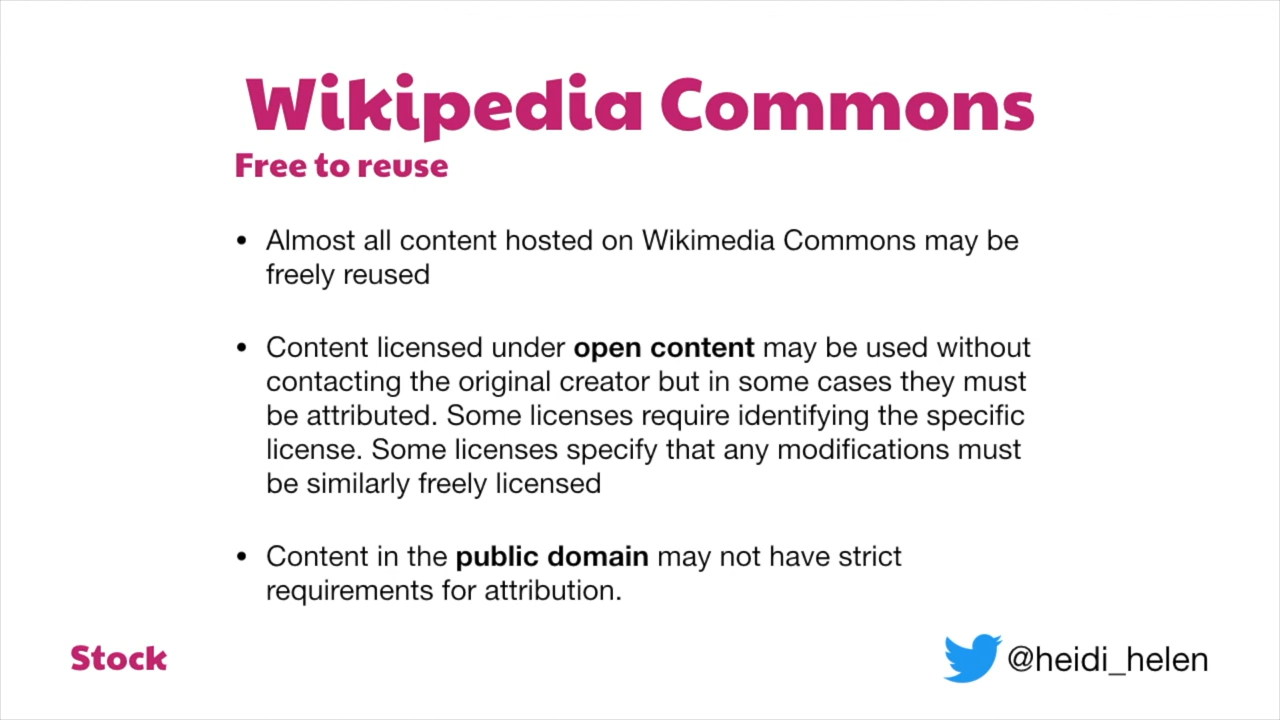 Wikipedia Commons
Free to reuse
• Almost all content hosted on Wikimedia Commons may be
freely reused
• Content licensed under open content may be used without
contacting the original creator but in some cases they must
be attributed. Some licenses require identifying the specific
license. Some licenses specify that any modifications must
be similarly freely licensed
• Content in the public domain may not have strict
requirements for attribution.
Stock
@heidi_helen